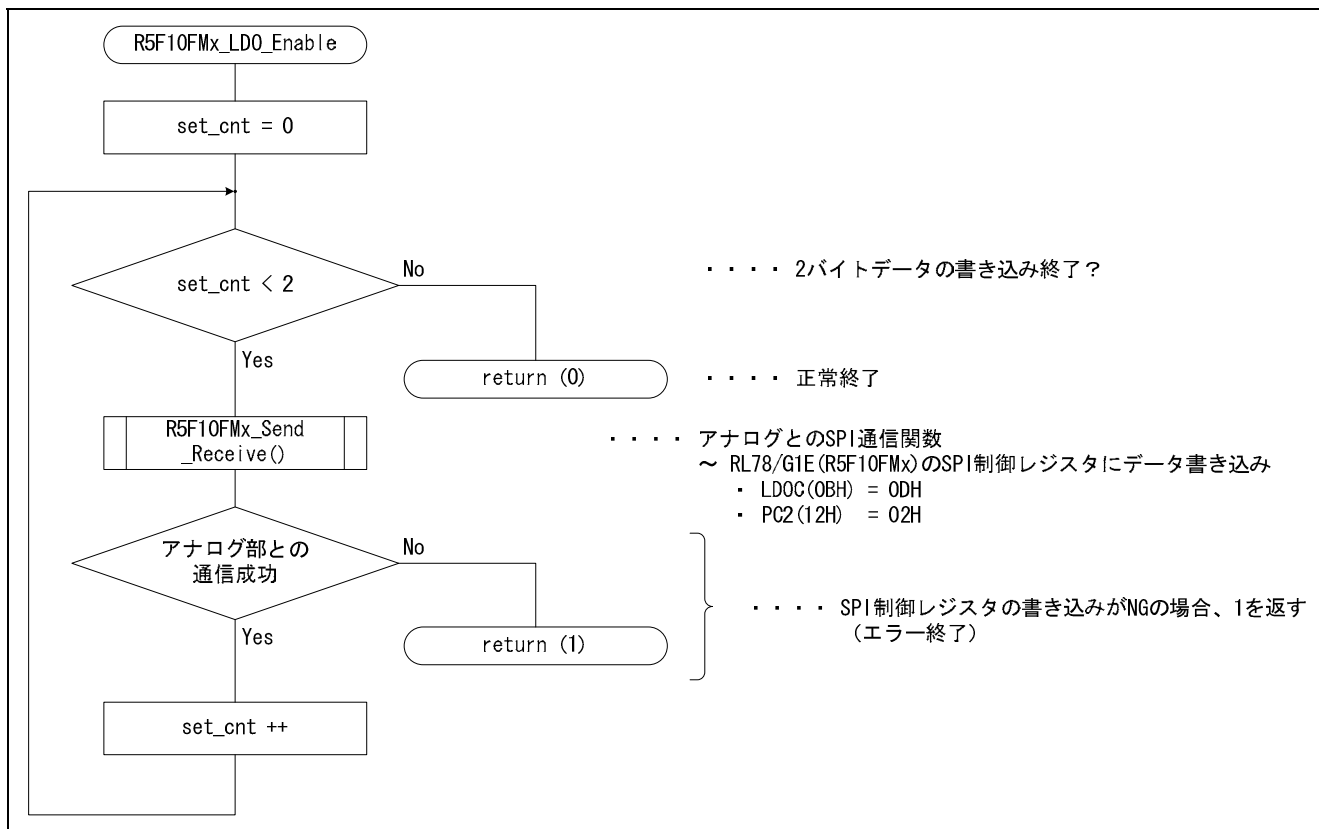 R5F10FMx_LDO_Enable
set_cnt = 0
set_cnt < 2
No
・・・・ 2バイトデータの書き込み終了？
Yes
return (0)
・・・・ 正常終了
R5F10FMx_Send
_Receive()
・・・・ アナログとのSPI通信関数
～ RL78/G1E(R5F10FMx)のSPI制御レジスタにデータ書き込み
・ LDOC(0BH) = 0DH
・ PC2(12H) = 02H
アナログ部との
通信成功
No
・・・・ SPI制御レジスタの書き込みがNGの場合、1を返す
（エラー終了）
Yes
return (1)
set_cnt ++